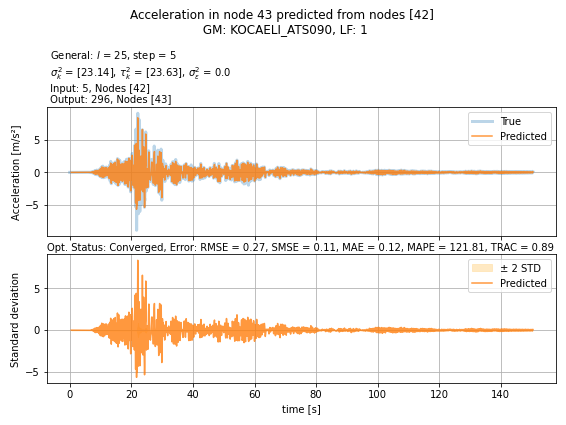 Acceleration in node 43 predicted from nodes [42]
GM: KOCAELI_ATS090, LF: 1
General: l = 25, step = 5
σ²ₖ = [23.14], τ²ₖ = [23.63], σ²ε = 0.0
Input: 5, Nodes [42]
Output: 296, Nodes [43]
Acceleration [m/s²]
5
0
−5
True
Predicted
Opt. Status: Converged, Error: RMSE = 0.27, SMSE = 0.11, MAE = 0.12, MAPE = 121.81, TRAC = 0.89
Standard deviation
5
0
−5
± 2 STD
Predicted
0 20 40 60 80 100 120 140
time [s]